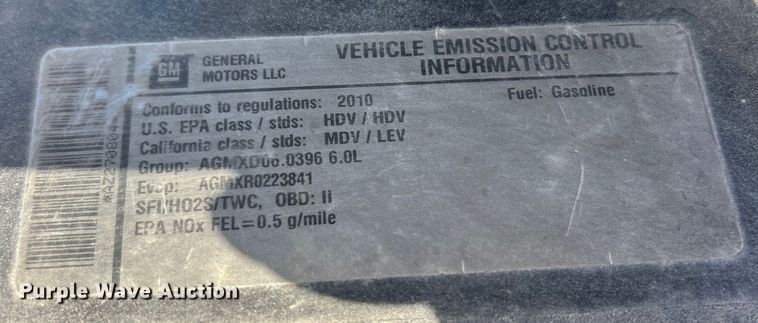 GM
GENERAL
MOTORS LLC
VEHICLE EMISSION CONTROL
INFORMATION
Conforms to regulations: 2010
Fuel: Gasoline
U.S. EPA class / stds: HDV / HDV
California class / stds: MDV / LEV
Group: AGMXD06.0396 6.0L
Evap: AGMXR0223841
SFI/HO2S/TWC, OBD: II
EPA NOx FEL=0.5 g/mile
Purple Wave Auction